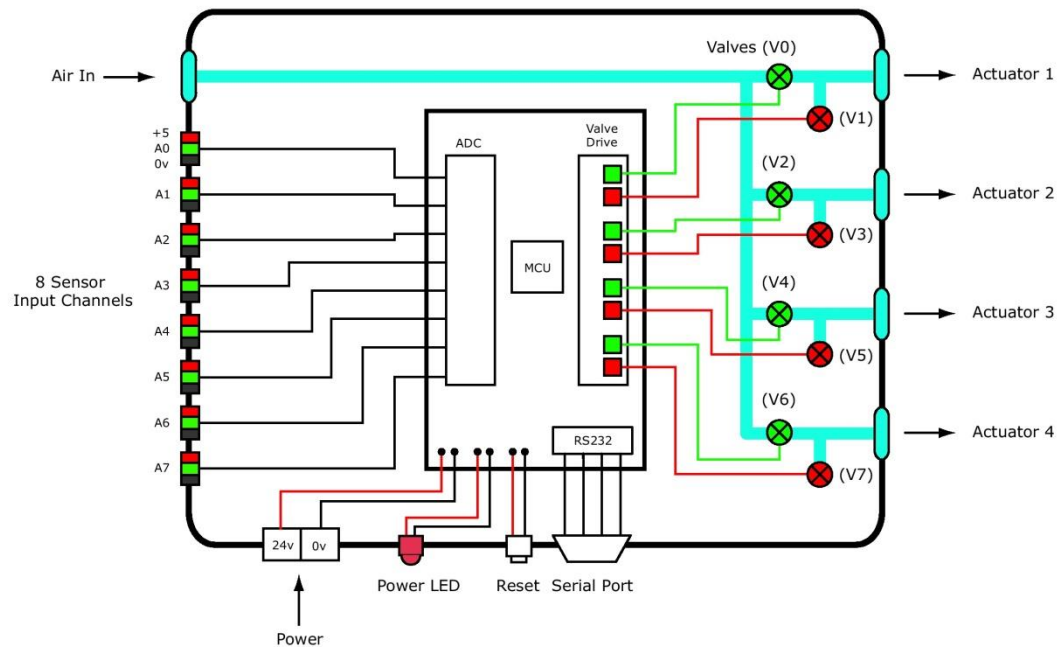 Valves (V0)
Air In
Actuator 1
(V1)
+5
A0
0v
ADC
Valve
Drive
(V2)
A1
Actuator 2
(V3)
A2
MCU
8 Sensor
Input Channels
A3
(V4)
Actuator 3
A4
(V5)
A5
(V6)
A6
RS232
Actuator 4
A7
(V7)
24v
0v
Power LED
Reset
Serial Port
Power